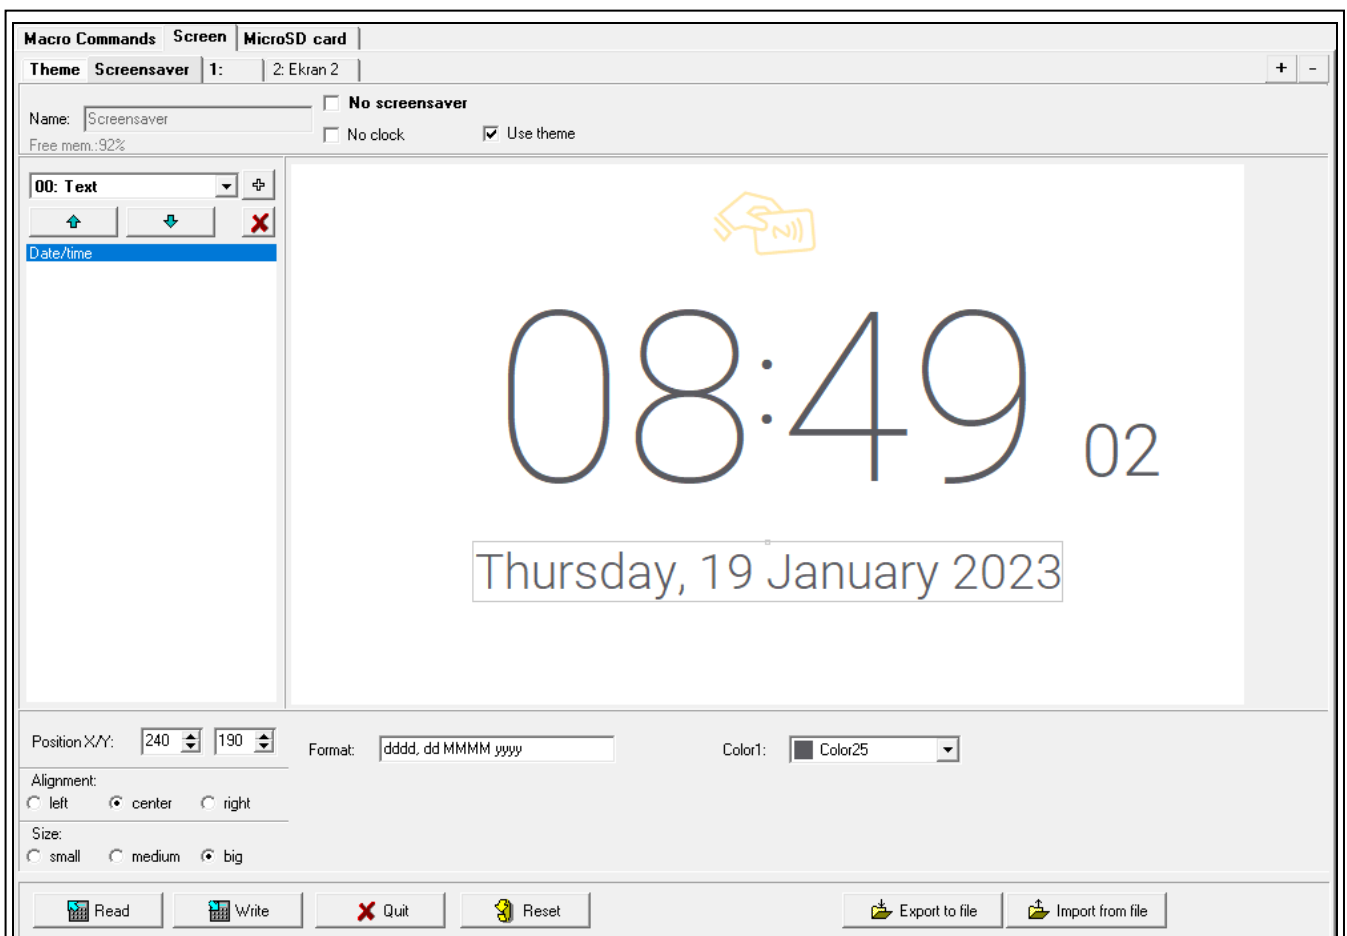 Macro Commands Screen MicroSD card
Theme Screensaver 1: 2: Ekran 2 + -
Name: Screensaver
No screensaver
No clock Use theme
Free mem.:92%
00: Text
Date/time
08:49 02
Thursday, 19 January 2023
Position X/Y: 240 190 Format: dddd, dd MMMM yyyy Color1: Color25
Alignment:
left center right
Size:
small medium big
Read Write Quit Reset Export to file Import from file